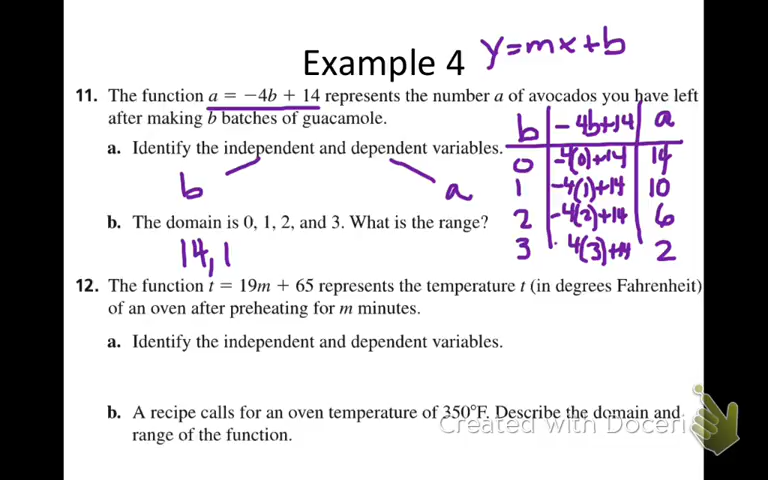 Example 4
y=mx+b
11. The function a = −4b + 14 represents the number a of avocados you have left
after making b batches of guacamole.
a. Identify the independent and dependent variables.
b a
b. The domain is 0, 1, 2, and 3. What is the range?
14, 1
b | -4b+14 | a
0 | -4(0)+14 | 14
1 | -4(1)+14 | 10
2 | -4(2)+14 | 6
3 | -4(3)+14 | 2
12. The function t = 19m + 65 represents the temperature t (in degrees Fahrenheit)
of an oven after preheating for m minutes.
a. Identify the independent and dependent variables.
b. A recipe calls for an oven temperature of 350°F. Describe the domain and
range of the function.
Created with Doceri